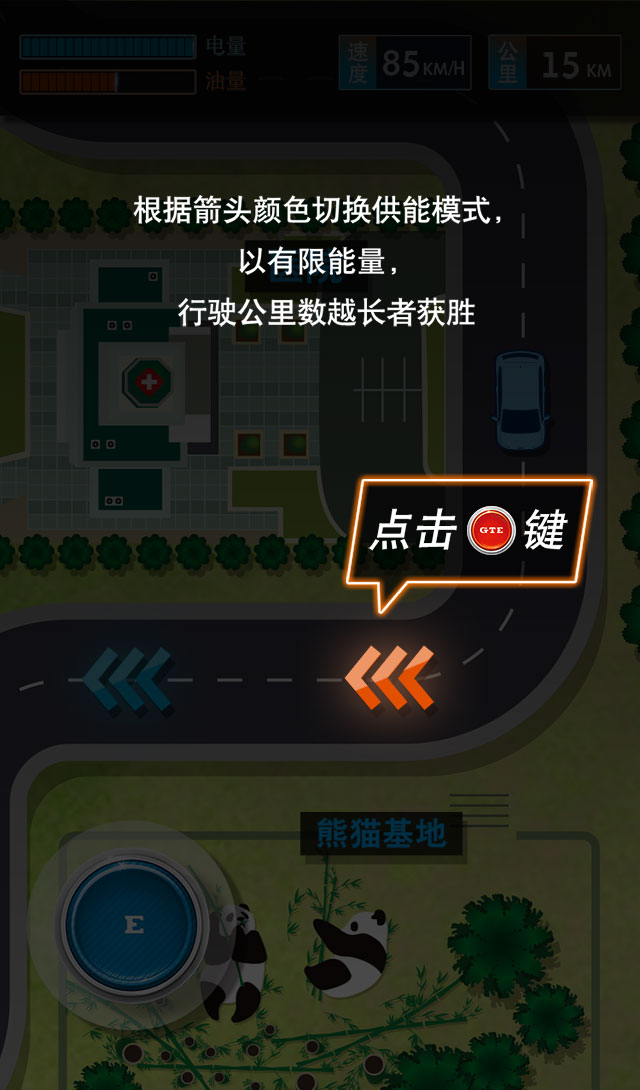 电量
油量
速度 85 KM/H
公里 15 KM
根据箭头颜色切换供能模式，
以有限能量，
行驶公里数越长者获胜
点击 GTE 键
熊猫基地
E